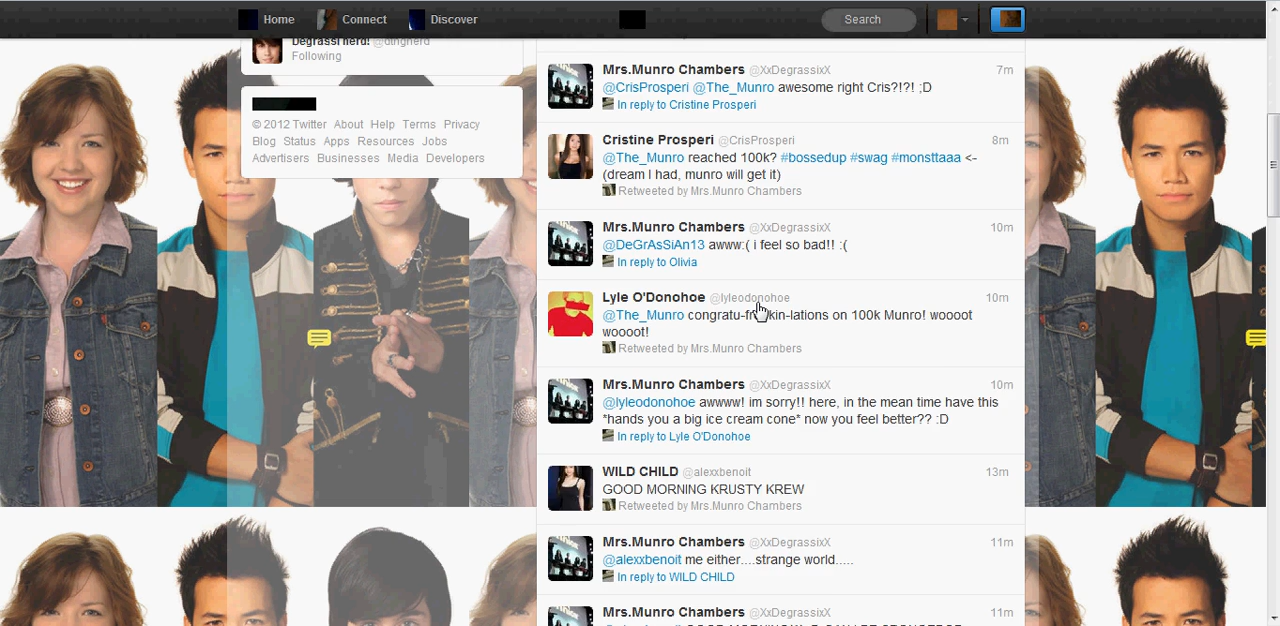 Home Connect Discover Search
Degrassi nerd! @dthgnerd
Following
© 2012 Twitter About Help Terms Privacy
Blog Status Apps Resources Jobs
Advertisers Businesses Media Developers
Mrs.Munro Chambers @XxDegrassixX 7m
@CrisProsperi @The_Munro awesome right Cris?!?! ;D
In reply to Cristine Prosperi
Cristine Prosperi @CrisProsperi 8m
@The_Munro reached 100k? #bossedup #swag #monsttaaa <-
(dream I had, munro will get it)
Retweeted by Mrs.Munro Chambers
Mrs.Munro Chambers @XxDegrassixX 10m
@DeGrAsSiAn13 awww:( i feel so bad!! :(
In reply to Olivia
Lyle O'Donohoe @lyleodonohoe 10m
@The_Munro on 100k Munro! woooot
woooot!
Retweeted by Mrs.Munro Chambers
Mrs.Munro Chambers @XxDegrassixX 10m
@lyleodonohoe awwww! im sorry!! here, in the mean time have this
*hands you a big ice cream cone* now you feel better?? :D
In reply to Lyle O'Donohoe
WILD CHILD @alexxbenoit 13m
GOOD MORNING KRUSTY KREW
Retweeted by Mrs.Munro Chambers
Mrs.Munro Chambers @XxDegrassixX 11m
@alexxbenoit me either....strange world.....
In reply to WILD CHILD
Mrs.Munro Chambers @XxDegrassixX 11m